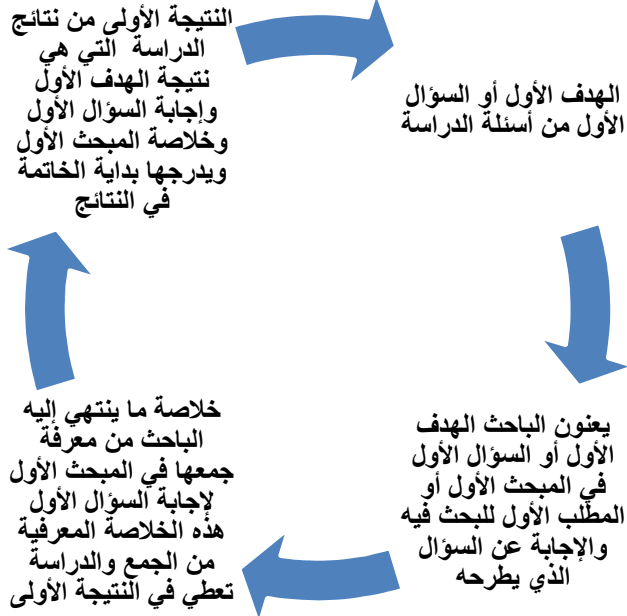 الهدف الأول أو السؤال
الأول من أسئلة الدراسة
يعنون الباحث الهدف
الأول أو السؤال الأول
في المبحث الأول أو
المطلب الأول للبحث فيه
والإجابة عن السؤال
الذي يطرحه
خلاصة ما ينتهي إليه
الباحث من معرفة
جمعها في المبحث الأول
لإجابة السؤال الأول
هذه الخلاصة المعرفية
من الجمع والدراسة
تعطي في النتيجة الأولى
النتيجة الأولى من نتائج
الدراسة التي هي
نتيجة الهدف الأول
وإجابة السؤال الأول
وخلاصة المبحث الأول
ويدرجها بداية الخاتمة
في النتائج